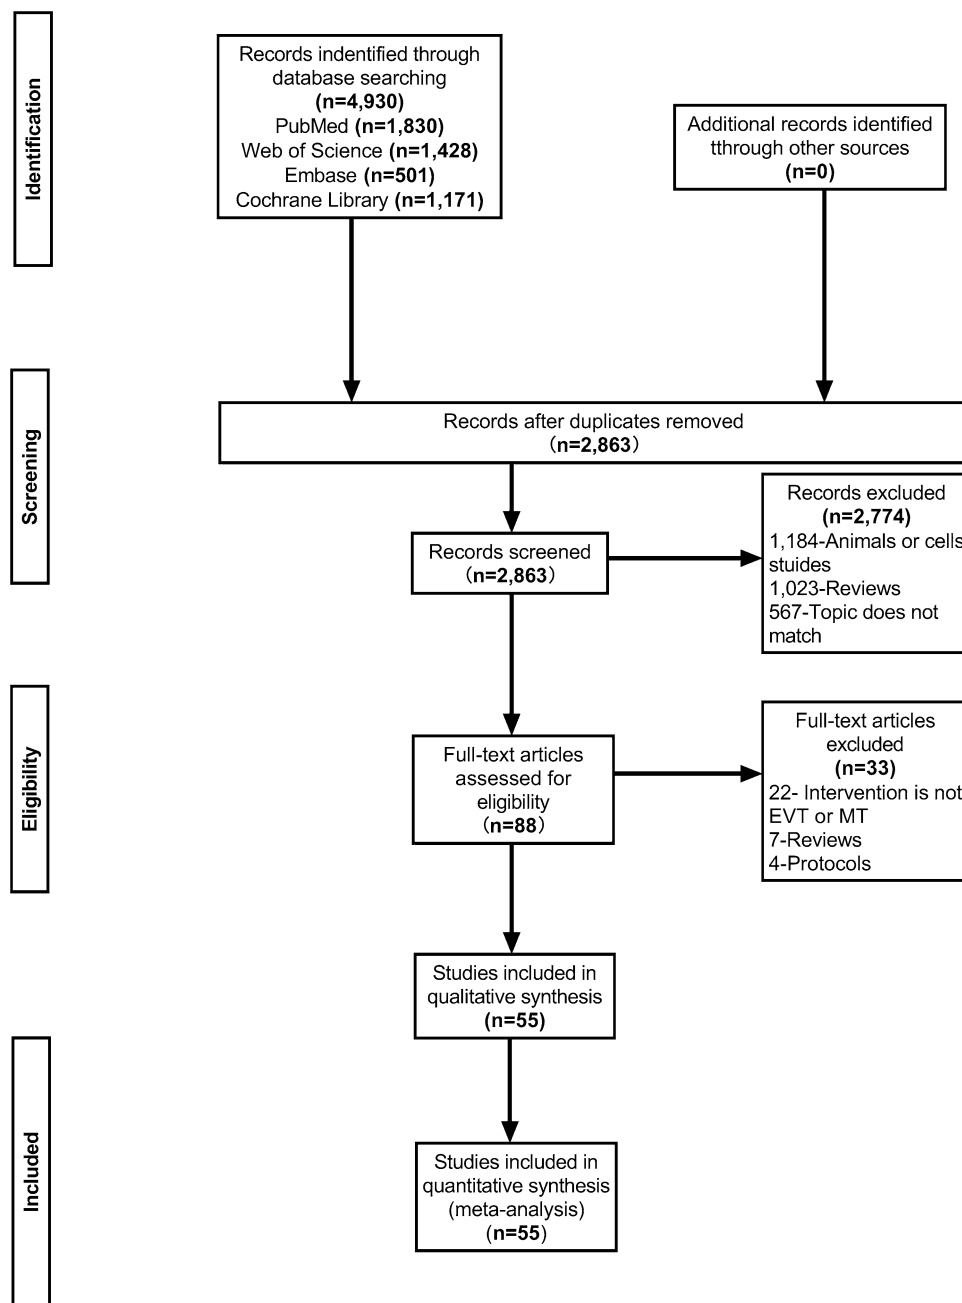 Identification
Records indentified through
database searching
(n=4,930)
PubMed (n=1,830)
Web of Science (n=1,428)
Embase (n=501)
Cochrane Library (n=1,171)
Additional records identified
tthrough other sources
(n=0)
Screening
Records after duplicates removed
（n=2,863）
Records screened
（n=2,863）
Records excluded
(n=2,774)
1,184-Animals or cells
stuides
1,023-Reviews
567-Topic does not
match
Eligibility
Full-text articles
assessed for
eligibility
（n=88）
Full-text articles
excluded
(n=33)
22- Intervention is not
EVT or MT
7-Reviews
4-Protocols
Studies included in
qualitative synthesis
(n=55)
Included
Studies included in
quantitative synthesis
(meta-analysis)
（n=55）